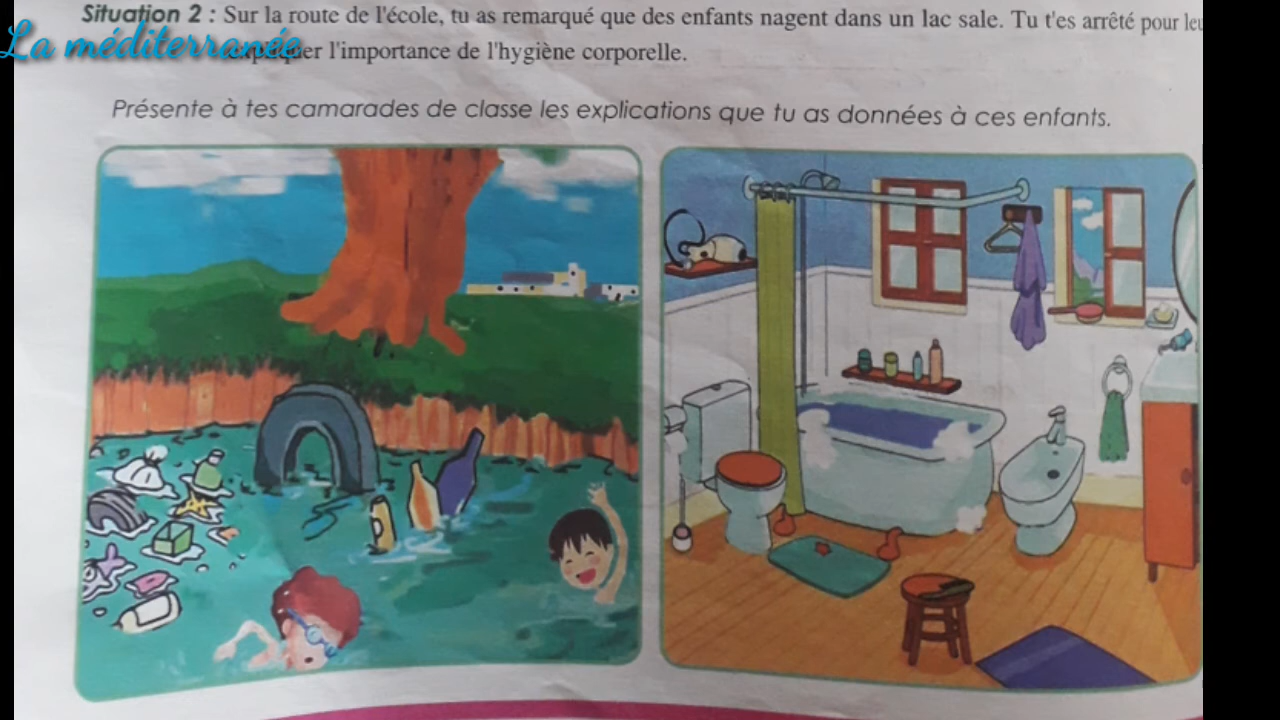 Situation 2 : Sur la route de l'école, tu as remarqué que des enfants nagent dans un lac sale. Tu t'es arrêté pour
La méditerranée
l'importance de l'hygiène corporelle.
Présente à tes camarades de classe les explications que tu as données à ces enfants.